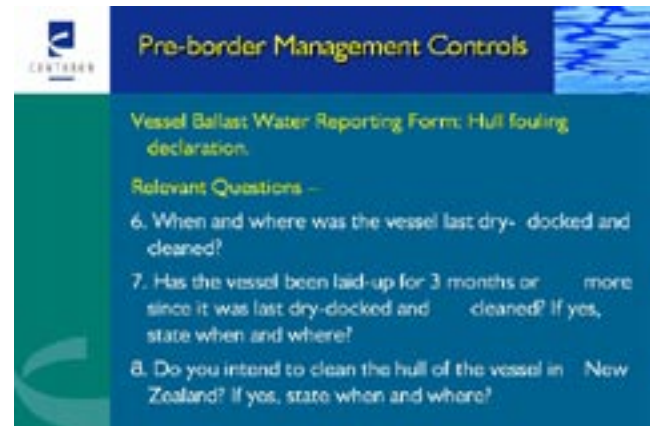 Pre-border Management Controls
Vessel Ballast Water Reporting Form: Hull fouling
declaration.
Relevant Questions –
6. When and where was the vessel last dry- docked and
cleaned?
7. Has the vessel been laid-up for 3 months or more
since it was last dry-docked and cleaned? If yes,
state when and where?
8. Do you intend to clean the hull of the vessel in New
Zealand? If yes, state when and where?